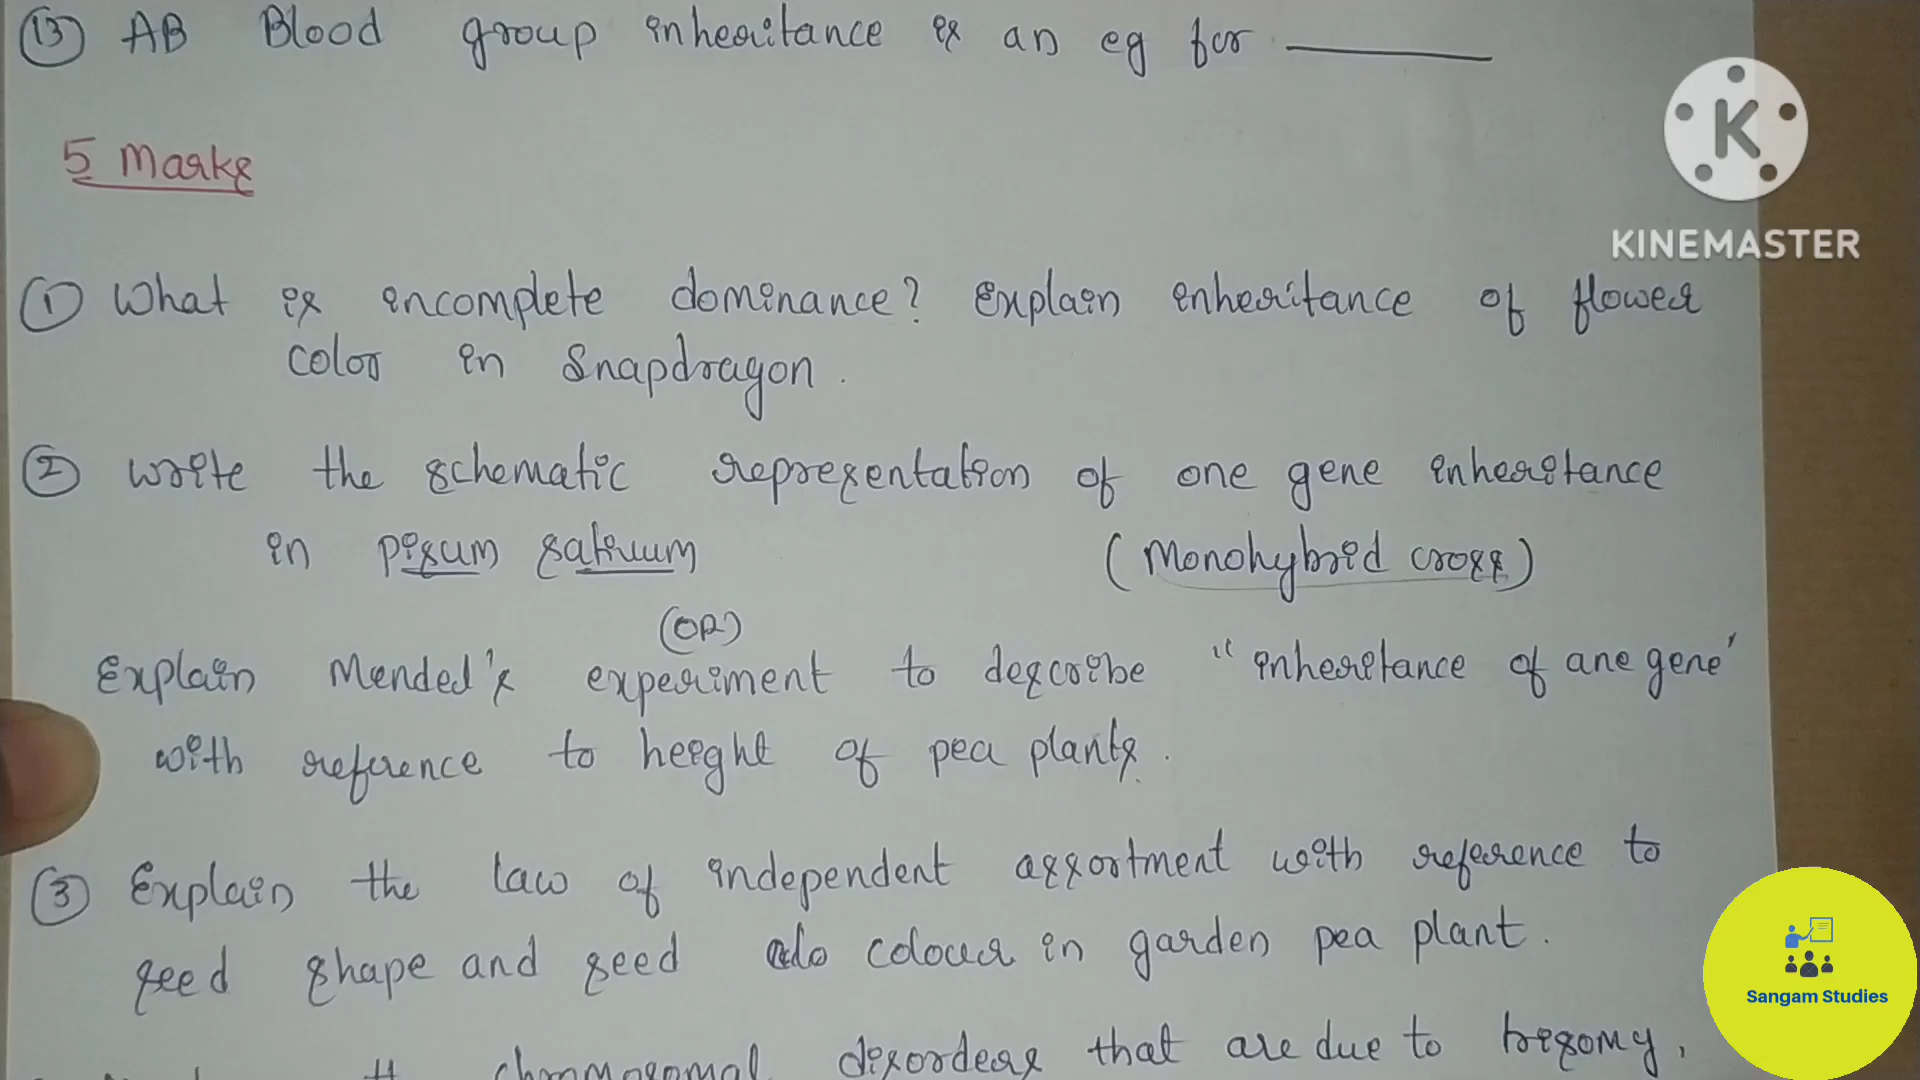 13 AB Blood group inheritance is an eg for ______
K
KINEMASTER
5 Marks
1 What is incomplete dominance? Explain inheritance of flower
color in Snapdragon.
2 Write the schematic representation of one gene inheritance
in pisum sativum (Monohybrid cross)
(OR)
Explain Mendel's experiment to describe "inheritance of one gene"
with reference to height of pea plants.
3 Explain the law of independent assortment with reference to
seed shape and seed colour in garden pea plant.
Sangam Studies
chromosomal disorders that are due to trisomy,